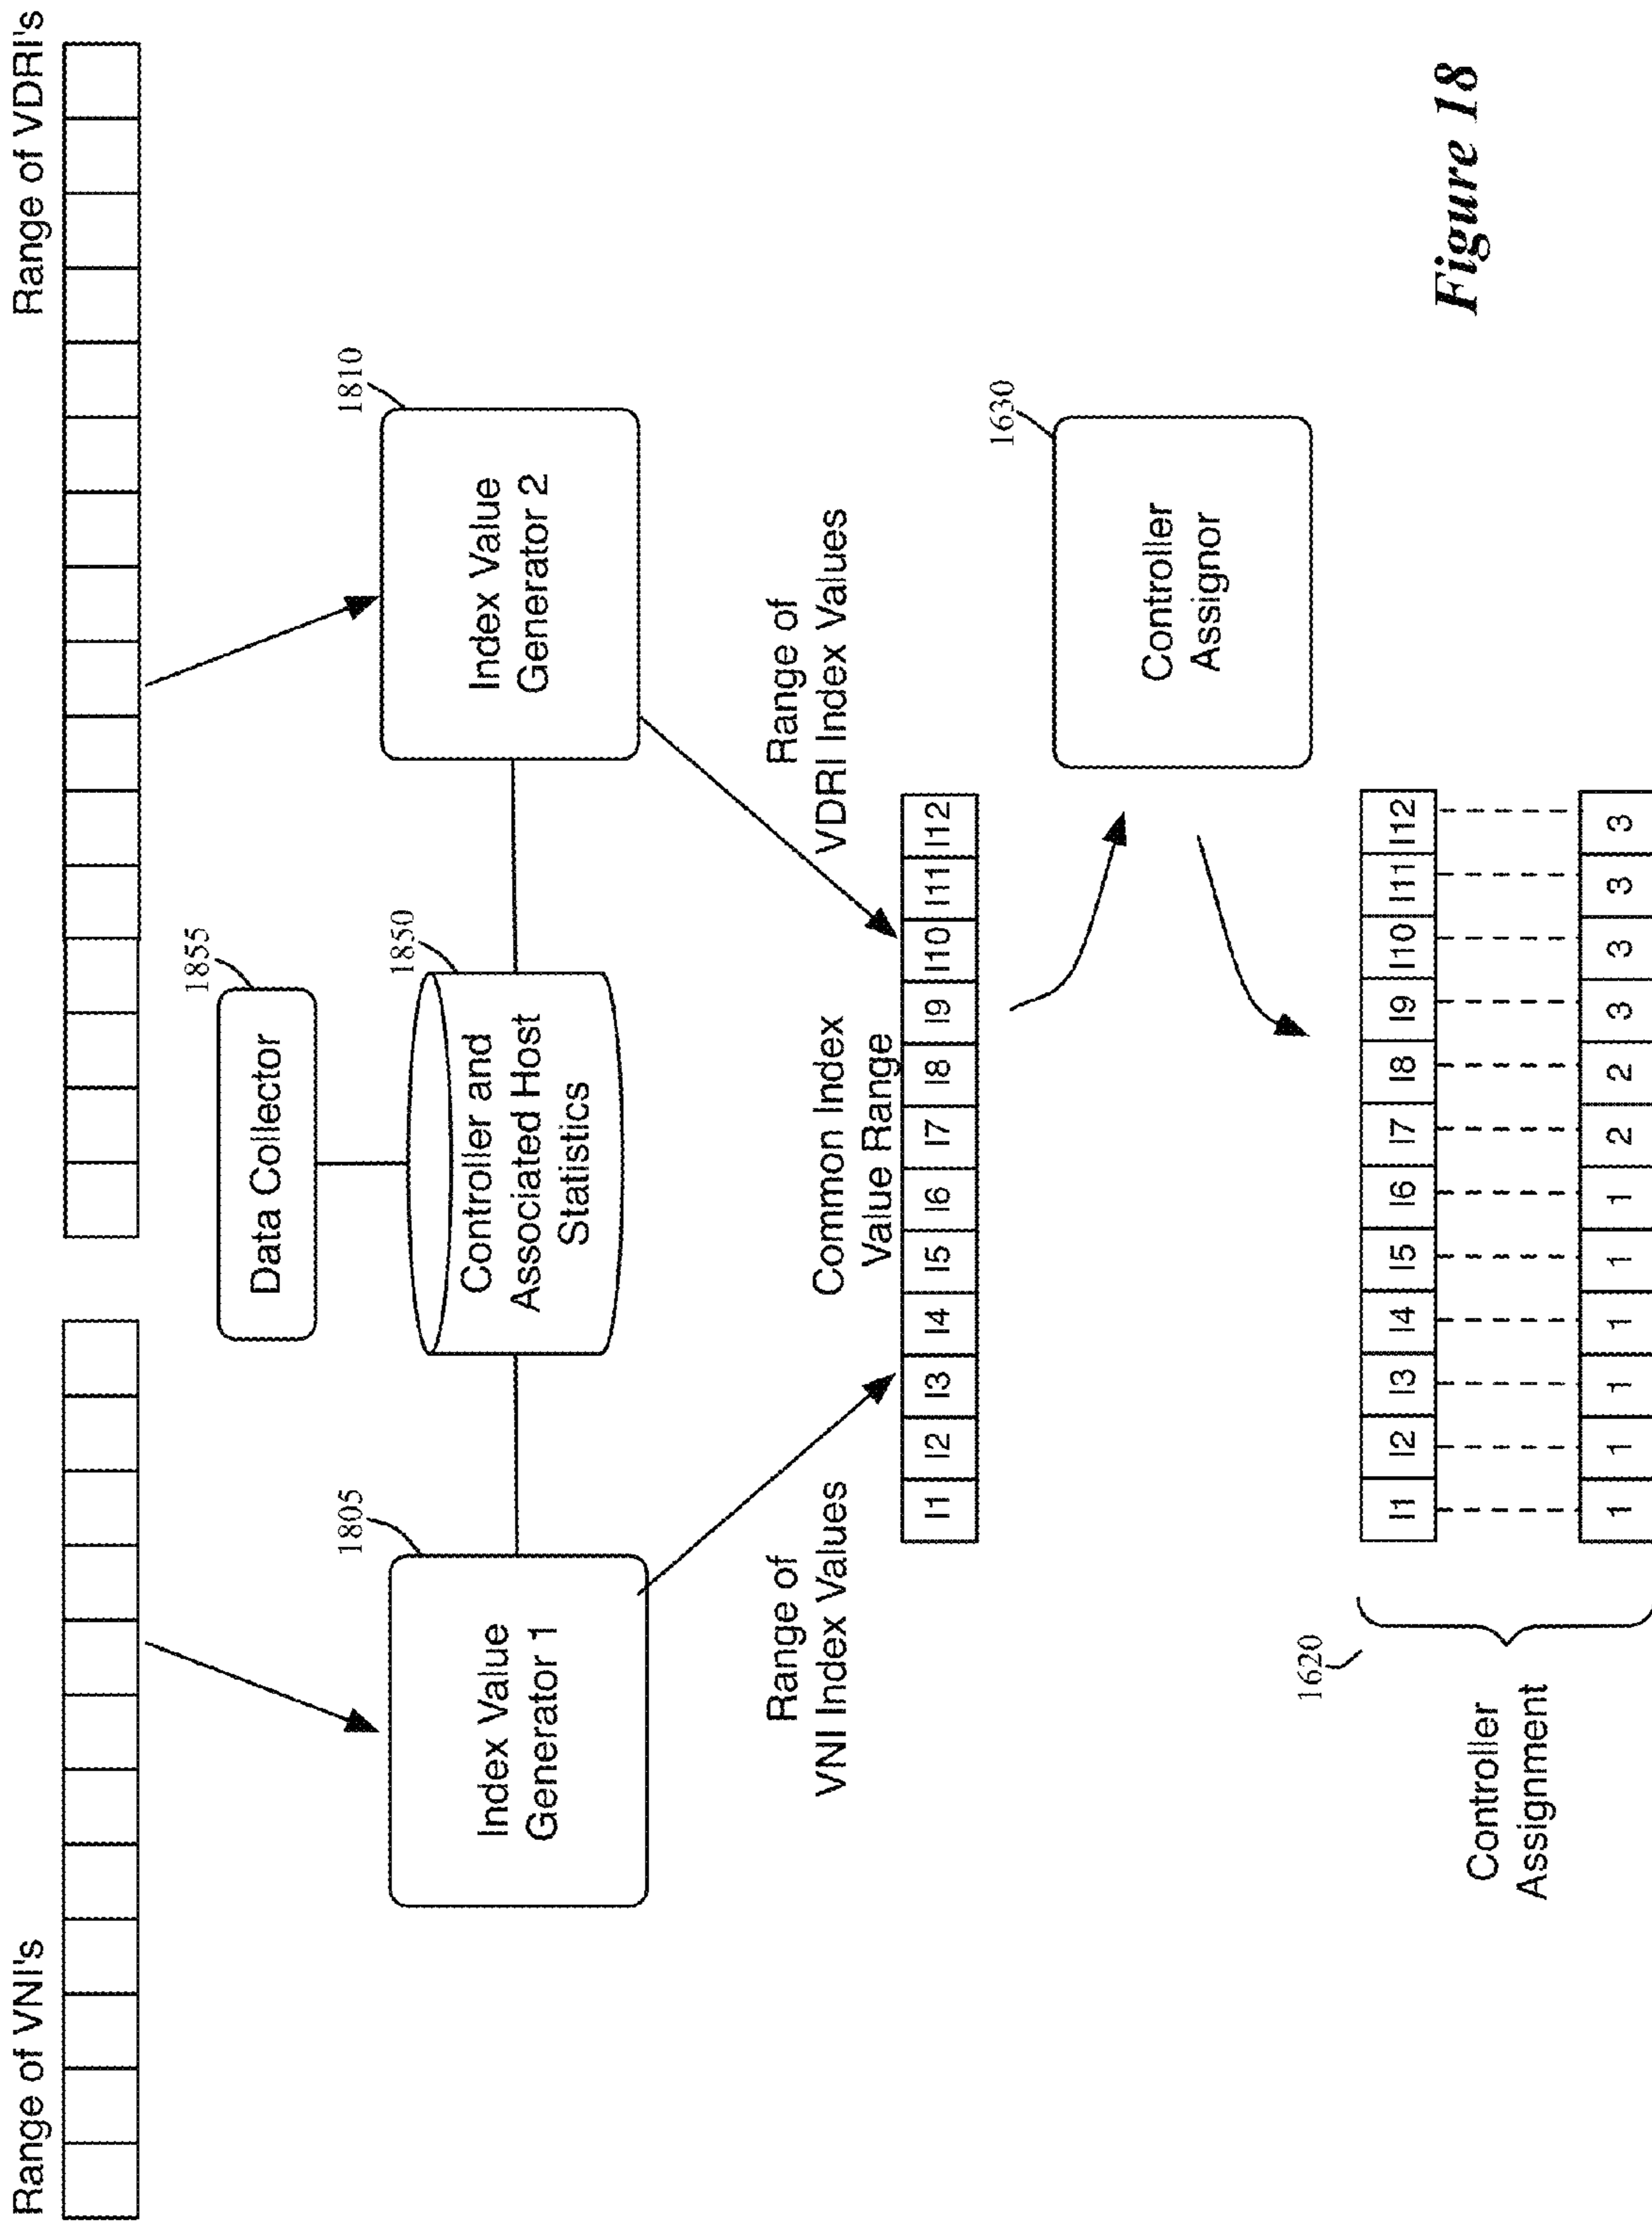 Range of VNI's
Range of VDRI's
1855
Data Collector
1805
1850
1810
Index Value
Generator 1
Controller and
Associated Host
Statistics
Index Value
Generator 2
Range of
VNI Index Values
Common Index
Value Range
Range of
VDRI Index Values
I1 I2 I3 I4 I5 I6 I7 I8 I9 I10 I11 I12
1630
Controller
Assignor
1620
Controller
Assignment
I1 I2 I3 I4 I5 I6 I7 I8 I9 I10 I11 I12
1 1 1 1 1 1 2 2 3 3 3 3
Figure 18